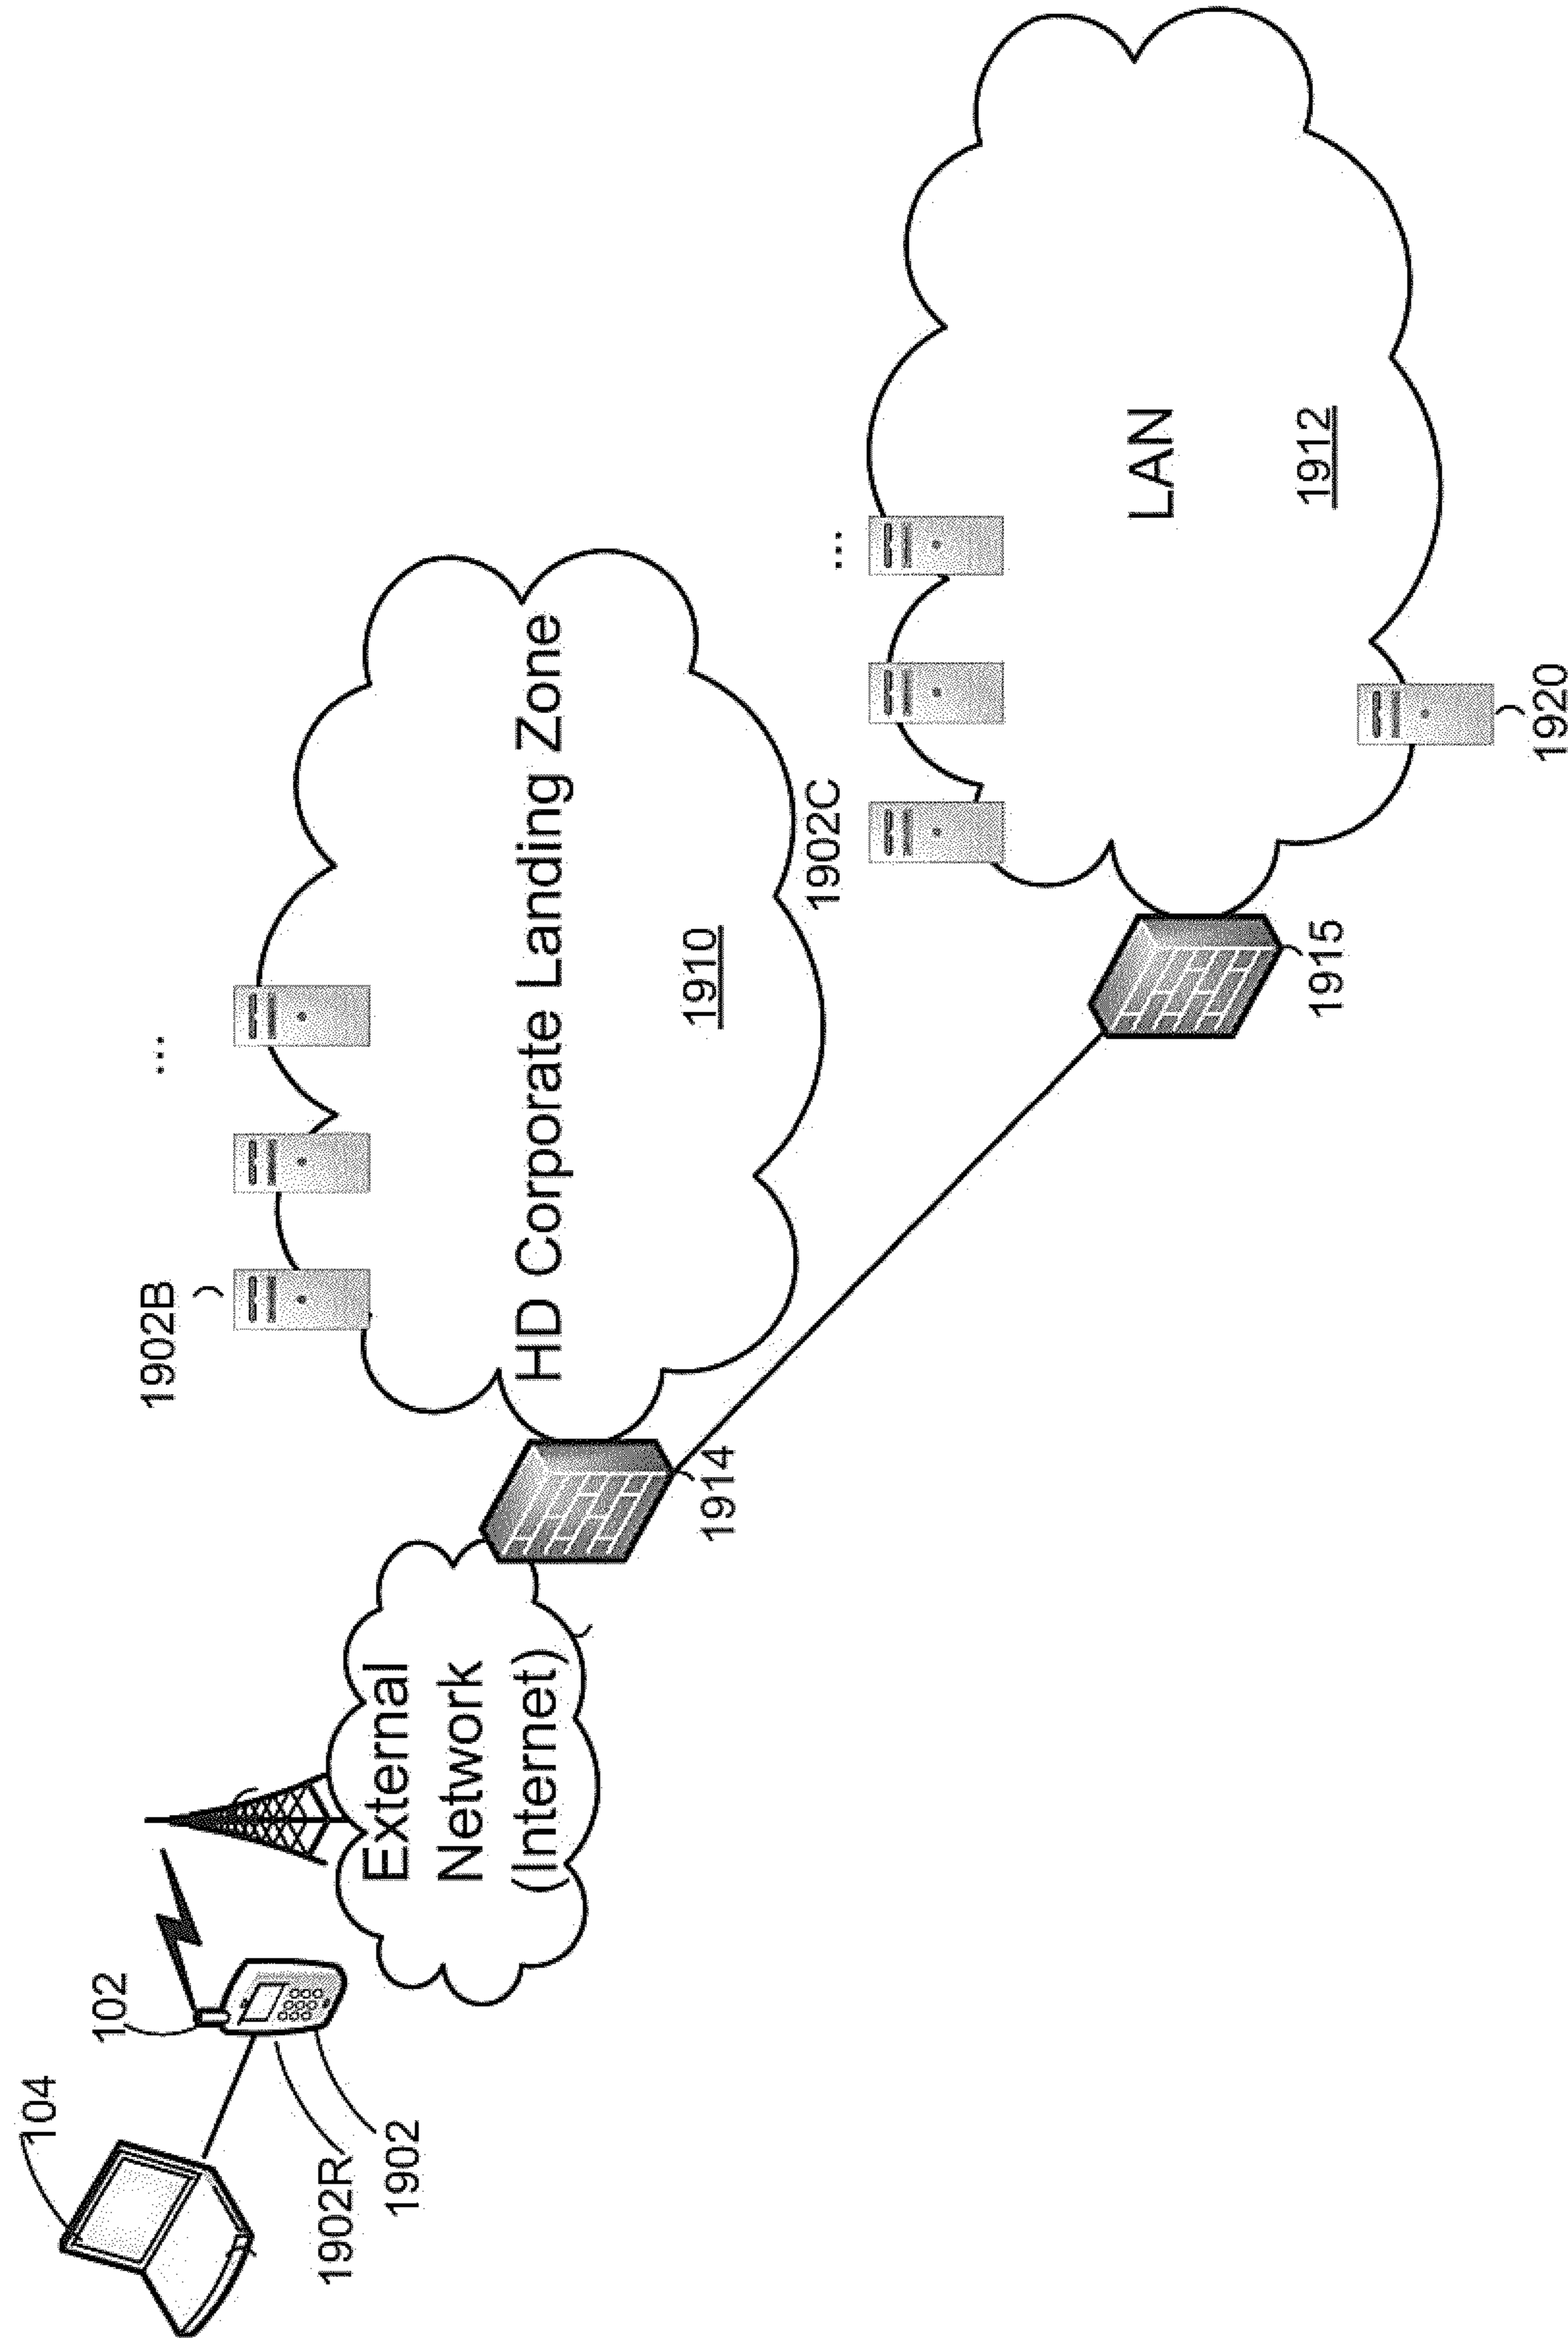 104
102
1902R
1902
External
Network
(Internet)
1914
1902B
...
HD Corporate Landing Zone
1910
1915
1902C
...
LAN
1912
1920